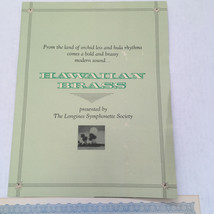 From the land of orchid leis and hula rhythms
comes a bold and brassy
modern sound...
HAWAIIAN
BRASS
presented by
The Longines Symphonette Society